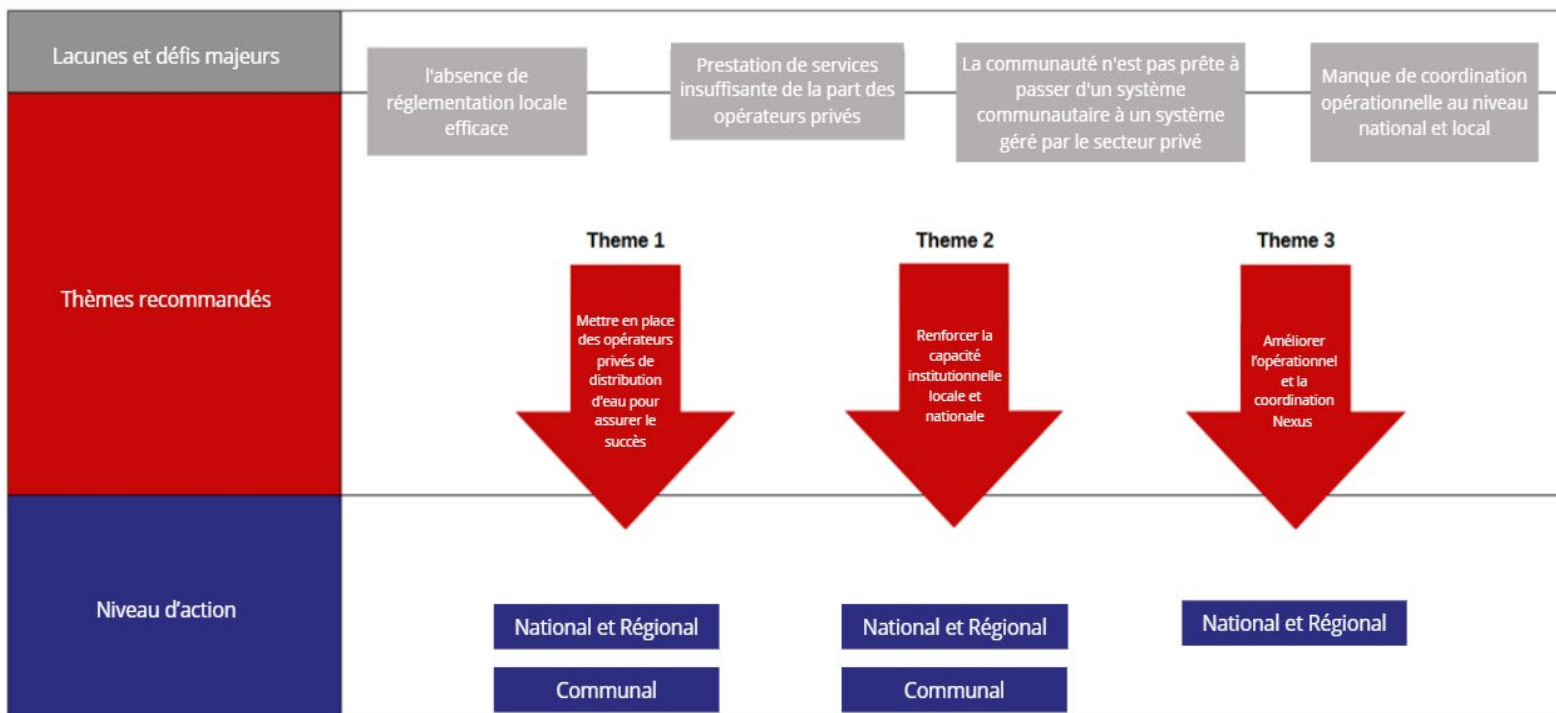 Lacunes et défis majeurs
l'absence de
réglementation locale
efficace
Prestation de services
insuffisante de la part des
opérateurs privés
La communauté n'est pas prête à
passer d'un système
communautaire à un système
géré par le secteur privé
Manque de coordination
opérationnelle au niveau
national et local
Thèmes recommandés
Theme 1
Mettre en place
des opérateurs
privés de
distribution
d'eau pour
assurer le
succès
Theme 2
Renforcer la
capacité
institutionnelle
locale et
nationale
Theme 3
Améliorer
l'opérationnel
et la
coordination
Nexus
Niveau d'action
National et Régional
Communal
National et Régional
Communal
National et Régional